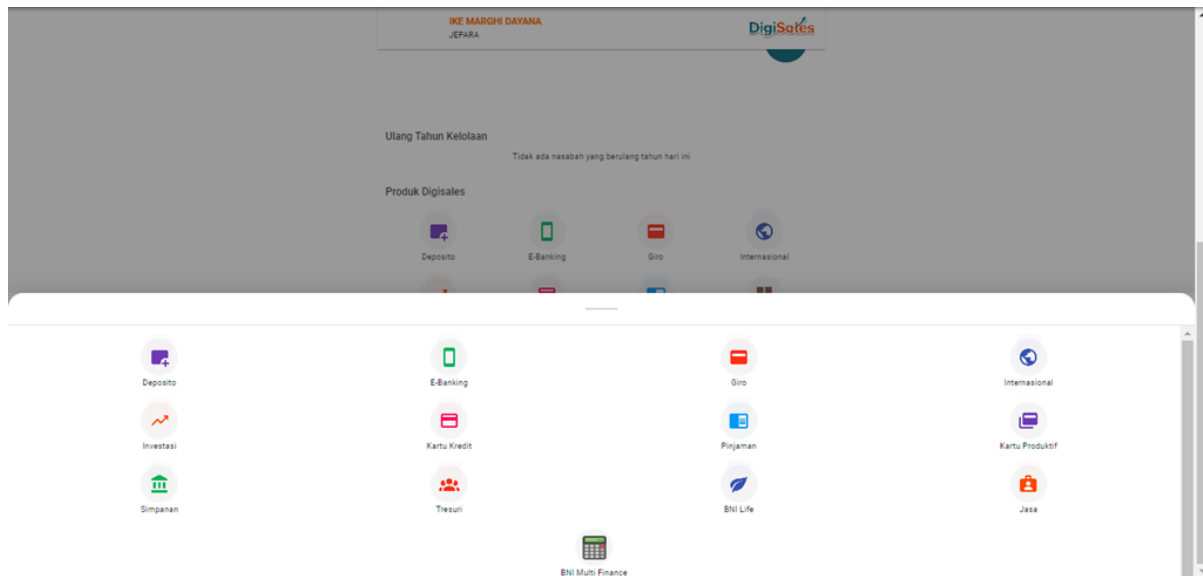 IKE MARGHI DAYANA
JEPARA
DigiSales
Ulang Tahun Kelolaan
Tidak ada nasabah yang berulang tahun hari ini
Produk Digisales
Deposito E-Banking Giro Internasional
Deposito E-Banking Giro Internasional
Investasi Kartu Kredit Pinjaman Kartu Produktif
Simpanan Tresuri BNI Life Jasa
BNI Multi Finance